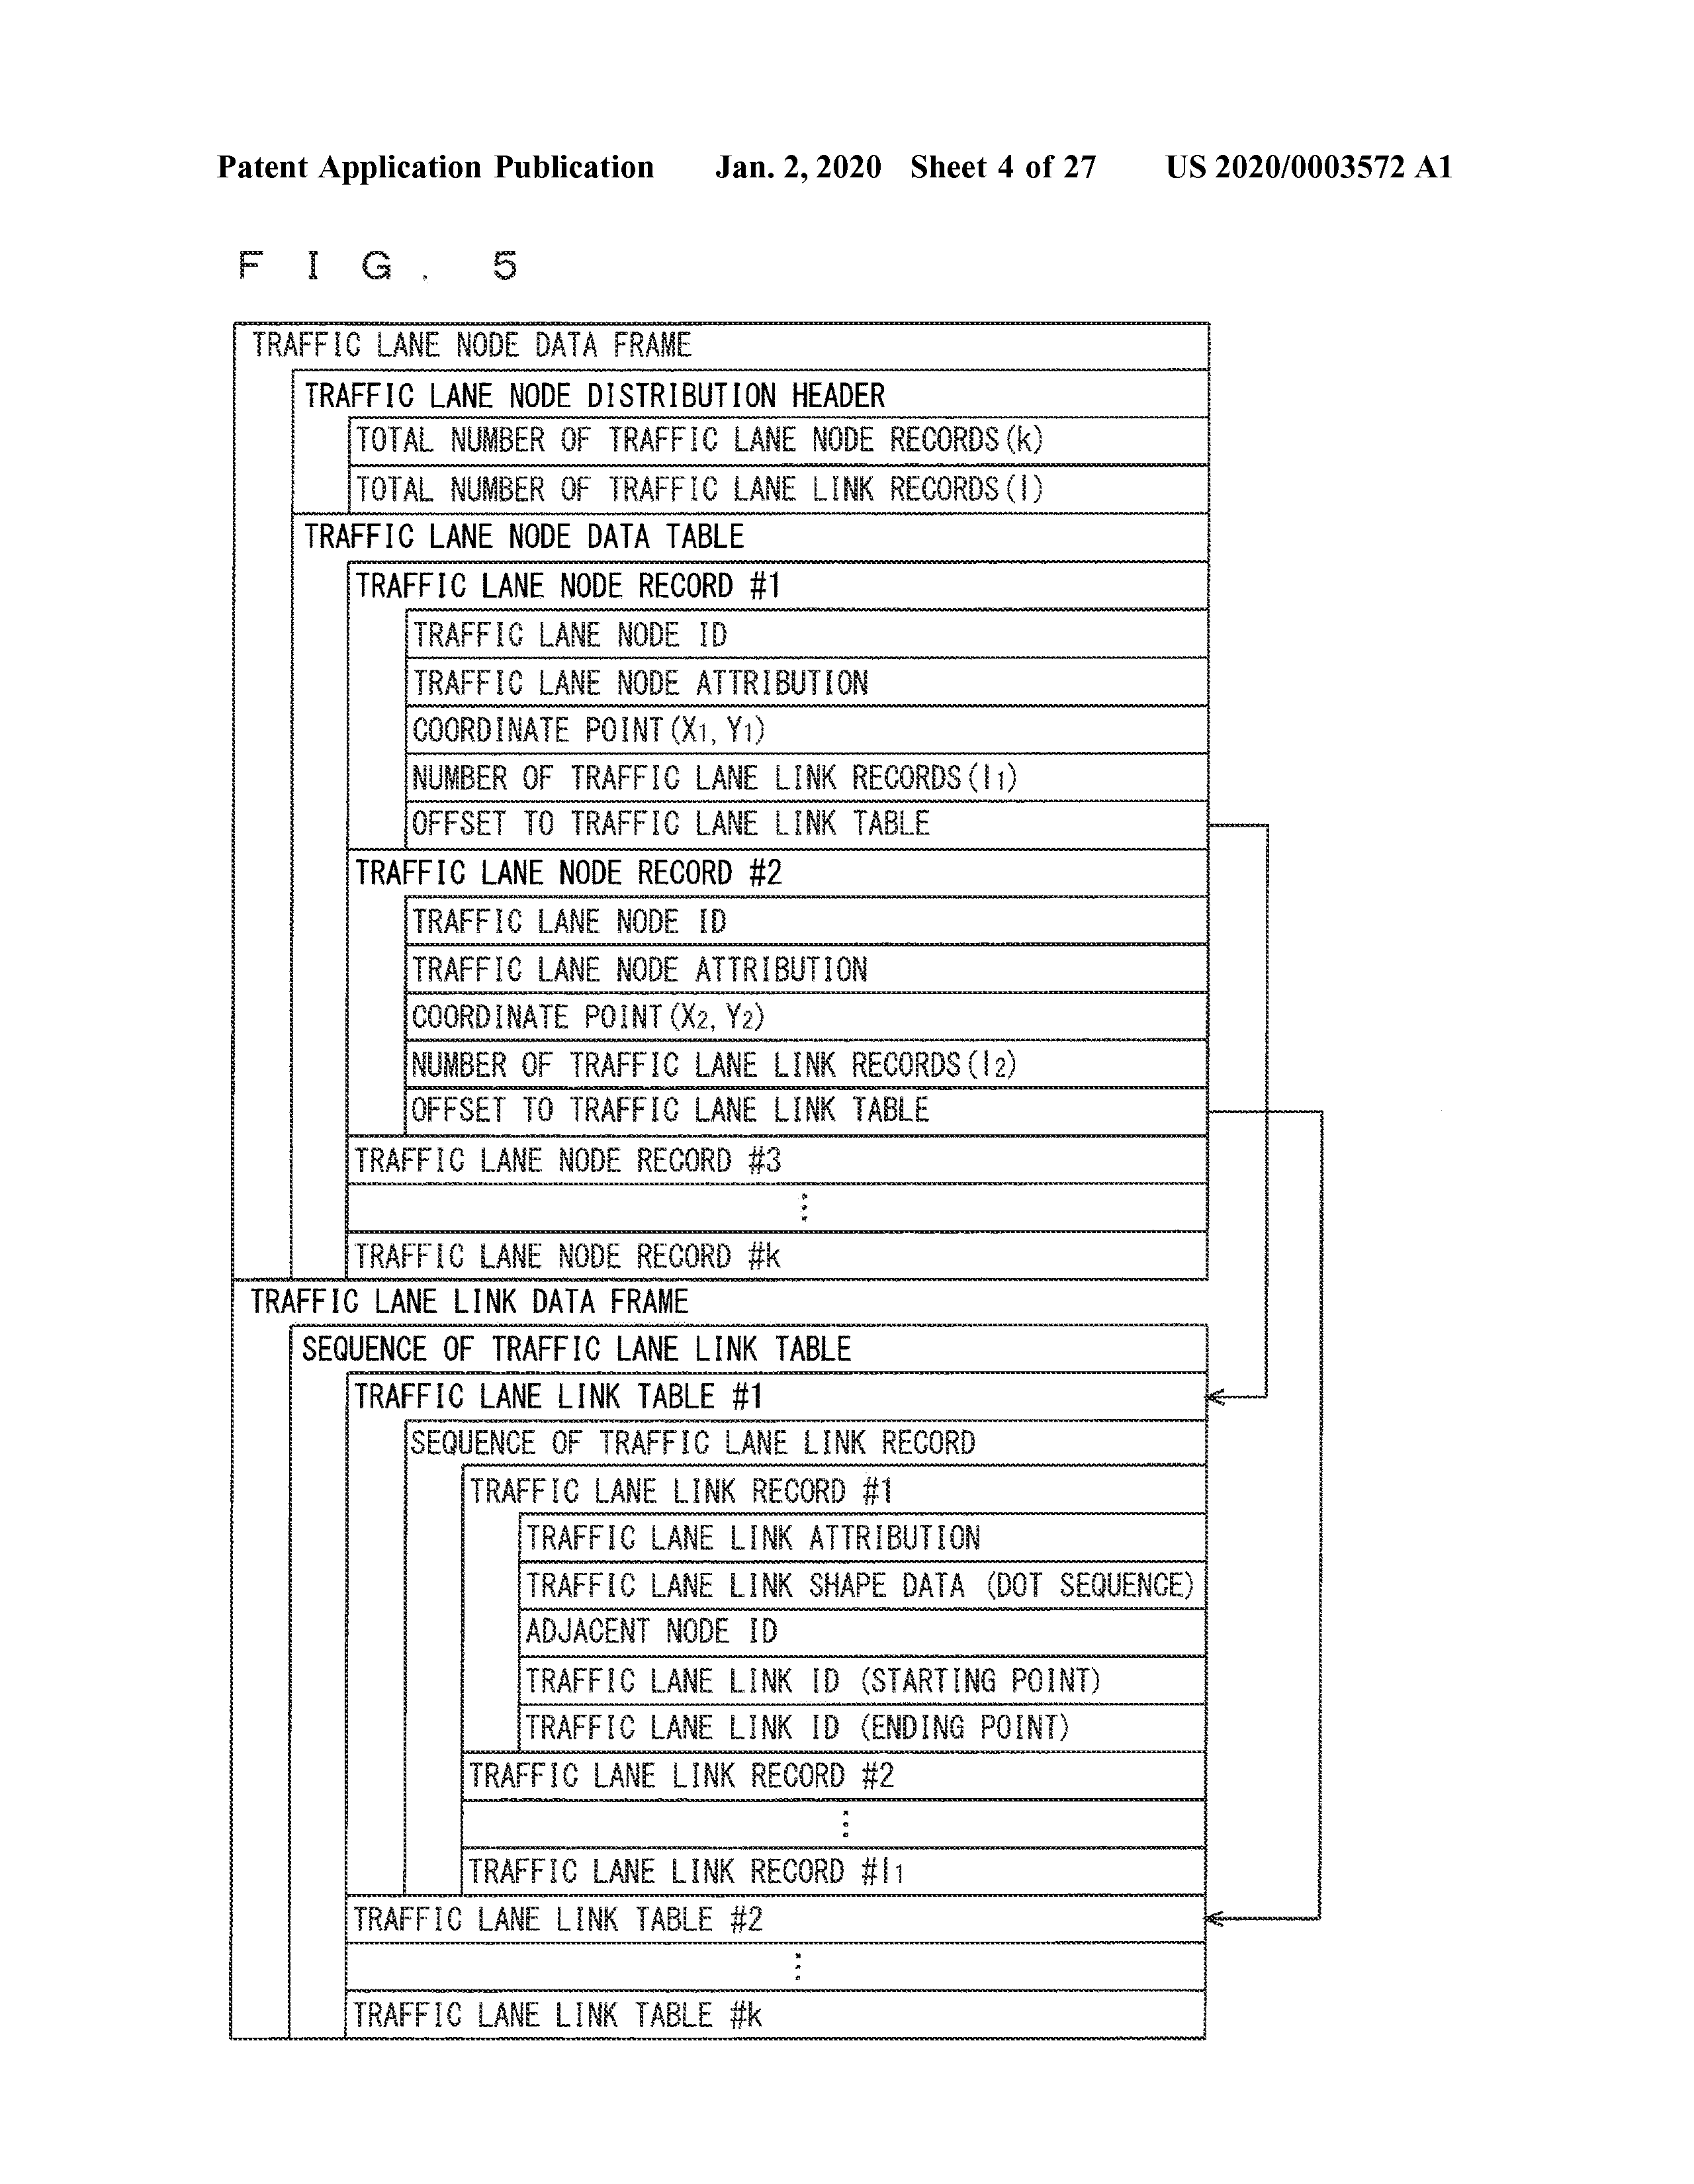 Patent Application Publication Jan. 2, 2020 Sheet 4 of 27 US 2020/0003572 A1
FIG. 5
TRAFFIC LANE NODE DATA FRAME
TRAFFIC LANE NODE DISTRIBUTION HEADER
TOTAL NUMBER OF TRAFFIC LANE NODE RECORDS(k)
TOTAL NUMBER OF TRAFFIC LANE LINK RECORDS(l)
TRAFFIC LANE NODE DATA TABLE
TRAFFIC LANE NODE RECORD #1
TRAFFIC LANE NODE ID
TRAFFIC LANE NODE ATTRIBUTION
COORDINATE POINT(X1, Y1)
NUMBER OF TRAFFIC LANE LINK RECORDS(l1)
OFFSET TO TRAFFIC LANE LINK TABLE
TRAFFIC LANE NODE RECORD #2
TRAFFIC LANE NODE ID
TRAFFIC LANE NODE ATTRIBUTION
COORDINATE POINT(X2, Y2)
NUMBER OF TRAFFIC LANE LINK RECORDS(l2)
OFFSET TO TRAFFIC LANE LINK TABLE
TRAFFIC LANE NODE RECORD #3
⋮
TRAFFIC LANE NODE RECORD #k
TRAFFIC LANE LINK DATA FRAME
SEQUENCE OF TRAFFIC LANE LINK TABLE
TRAFFIC LANE LINK TABLE #1
SEQUENCE OF TRAFFIC LANE LINK RECORD
TRAFFIC LANE LINK RECORD #1
TRAFFIC LANE LINK ATTRIBUTION
TRAFFIC LANE LINK SHAPE DATA (DOT SEQUENCE)
ADJACENT NODE ID
TRAFFIC LANE LINK ID (STARTING POINT)
TRAFFIC LANE LINK ID (ENDING POINT)
TRAFFIC LANE LINK RECORD #2
⋮
TRAFFIC LANE LINK RECORD #l1
TRAFFIC LANE LINK TABLE #2
⋮
TRAFFIC LANE LINK TABLE #k